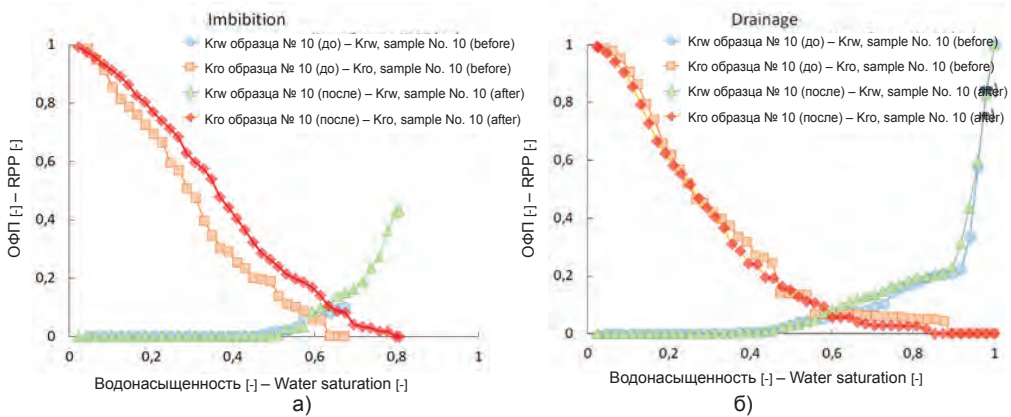 Imbibition
Krw образца № 10 (до) – Krw, sample No. 10 (before)
Kro образца № 10 (до) – Kro, sample No. 10 (before)
Krw образца № 10 (после) – Krw, sample No. 10 (after)
Kro образца № 10 (после) – Kro, sample No. 10 (after)
ОФП [-] – RPP [-]
1
0,8
0,6
0,4
0,2
0
0
0,2
0,4
0,6
0,8
1
Водонасыщенность [-] – Water saturation [-]
а)
Drainage
Krw образца № 10 (до) – Krw, sample No. 10 (before)
Kro образца № 10 (до) – Kro, sample No. 10 (before)
Krw образца № 10 (после) – Krw, sample No. 10 (after)
Kro образца № 10 (после) – Kro, sample No. 10 (after)
ОФП [-] – RPP [-]
1
0,8
0,6
0,4
0,2
0
0
0,2
0,4
0,6
0,8
1
Водонасыщенность [-] – Water saturation [-]
б)